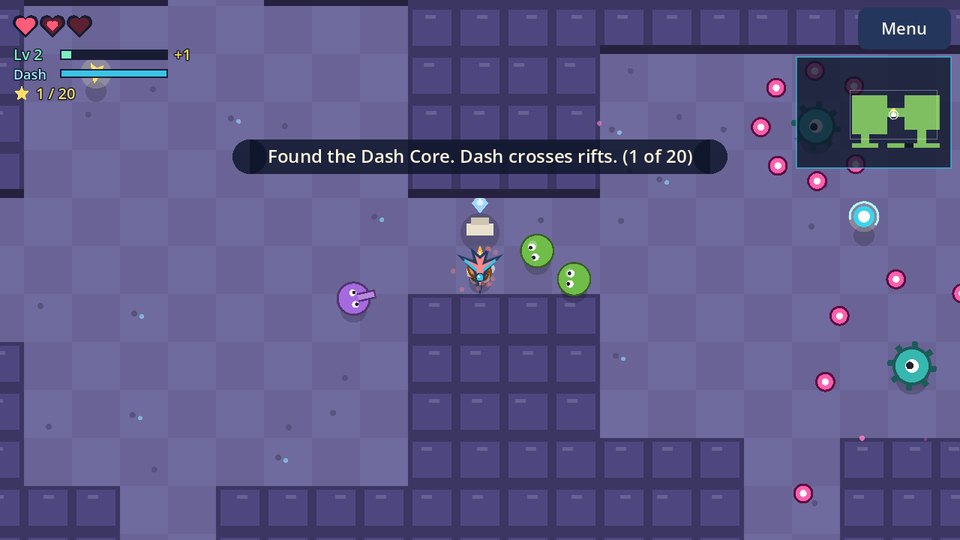 Menu
Lv 2
+1
Dash
1 / 20
Found the Dash Core. Dash crosses rifts. (1 of 20)